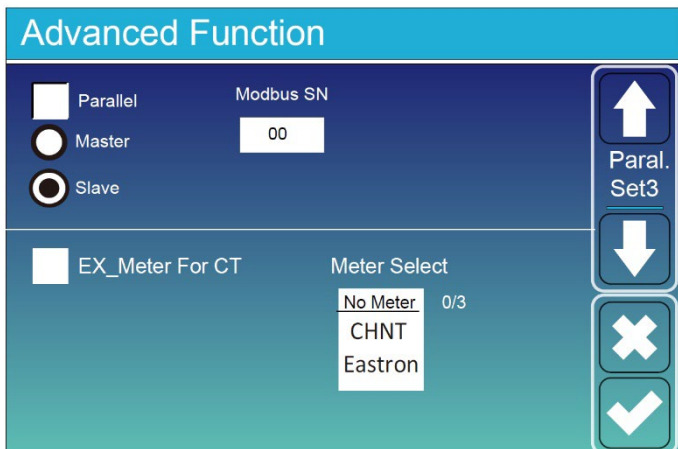 Advanced Function
Parallel
Modbus SN
Master
00
Slave
Paral.
Set3
EX_Meter For CT
Meter Select
No Meter
0/3
CHNT
Eastron